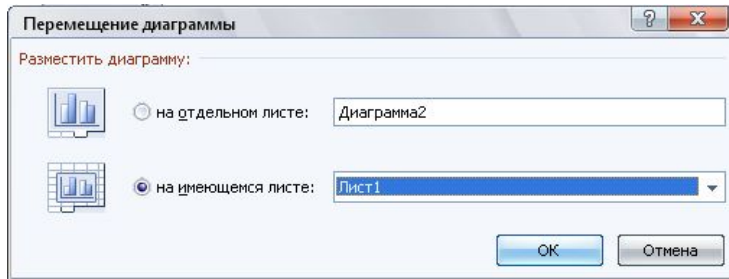 Перемещение диаграммы
Разместить диаграмму:
на отдельном листе: Диаграмма2
на имеющемся листе: Лист1
ОК Отмена